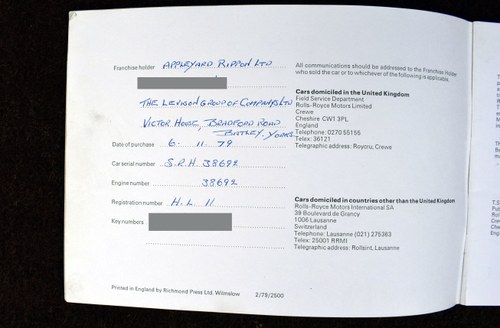 Franchise holder APPLEYARD RIPPON LTD
THE LEVISON GROUP OF COMPANYS LTD
VICTOR HOUSE, BRADFORD ROAD
BATLEY, YORKS
Date of purchase 6 . 11 . 79
Car serial number S.R.H. 38692
Engine number 38692
Registration number H.L. 11
Key numbers
All communications should be addressed to the Franchise Holder
who sold the car or to whichever of the following is applicable.
Cars domiciled in the United Kingdom
Field Service Department
Rolls-Royce Motors Limited
Crewe
Cheshire CW1 3PL
England
Telephone: 0270 55155
Telex: 36121
Telegraphic address: Roycru, Crewe
Cars domiciled in countries other than the United Kingdom
Rolls-Royce Motors International SA
38 Boulevard de Grancy
1006 Lausanne
Switzerland
Telephone: Lausanne (021) 275363
Telex: 25001 RRMI
Telegraphic address: Rolbint, Lausanne
Printed in England by Richmond Press Ltd. Wilmslow 2/79/2500